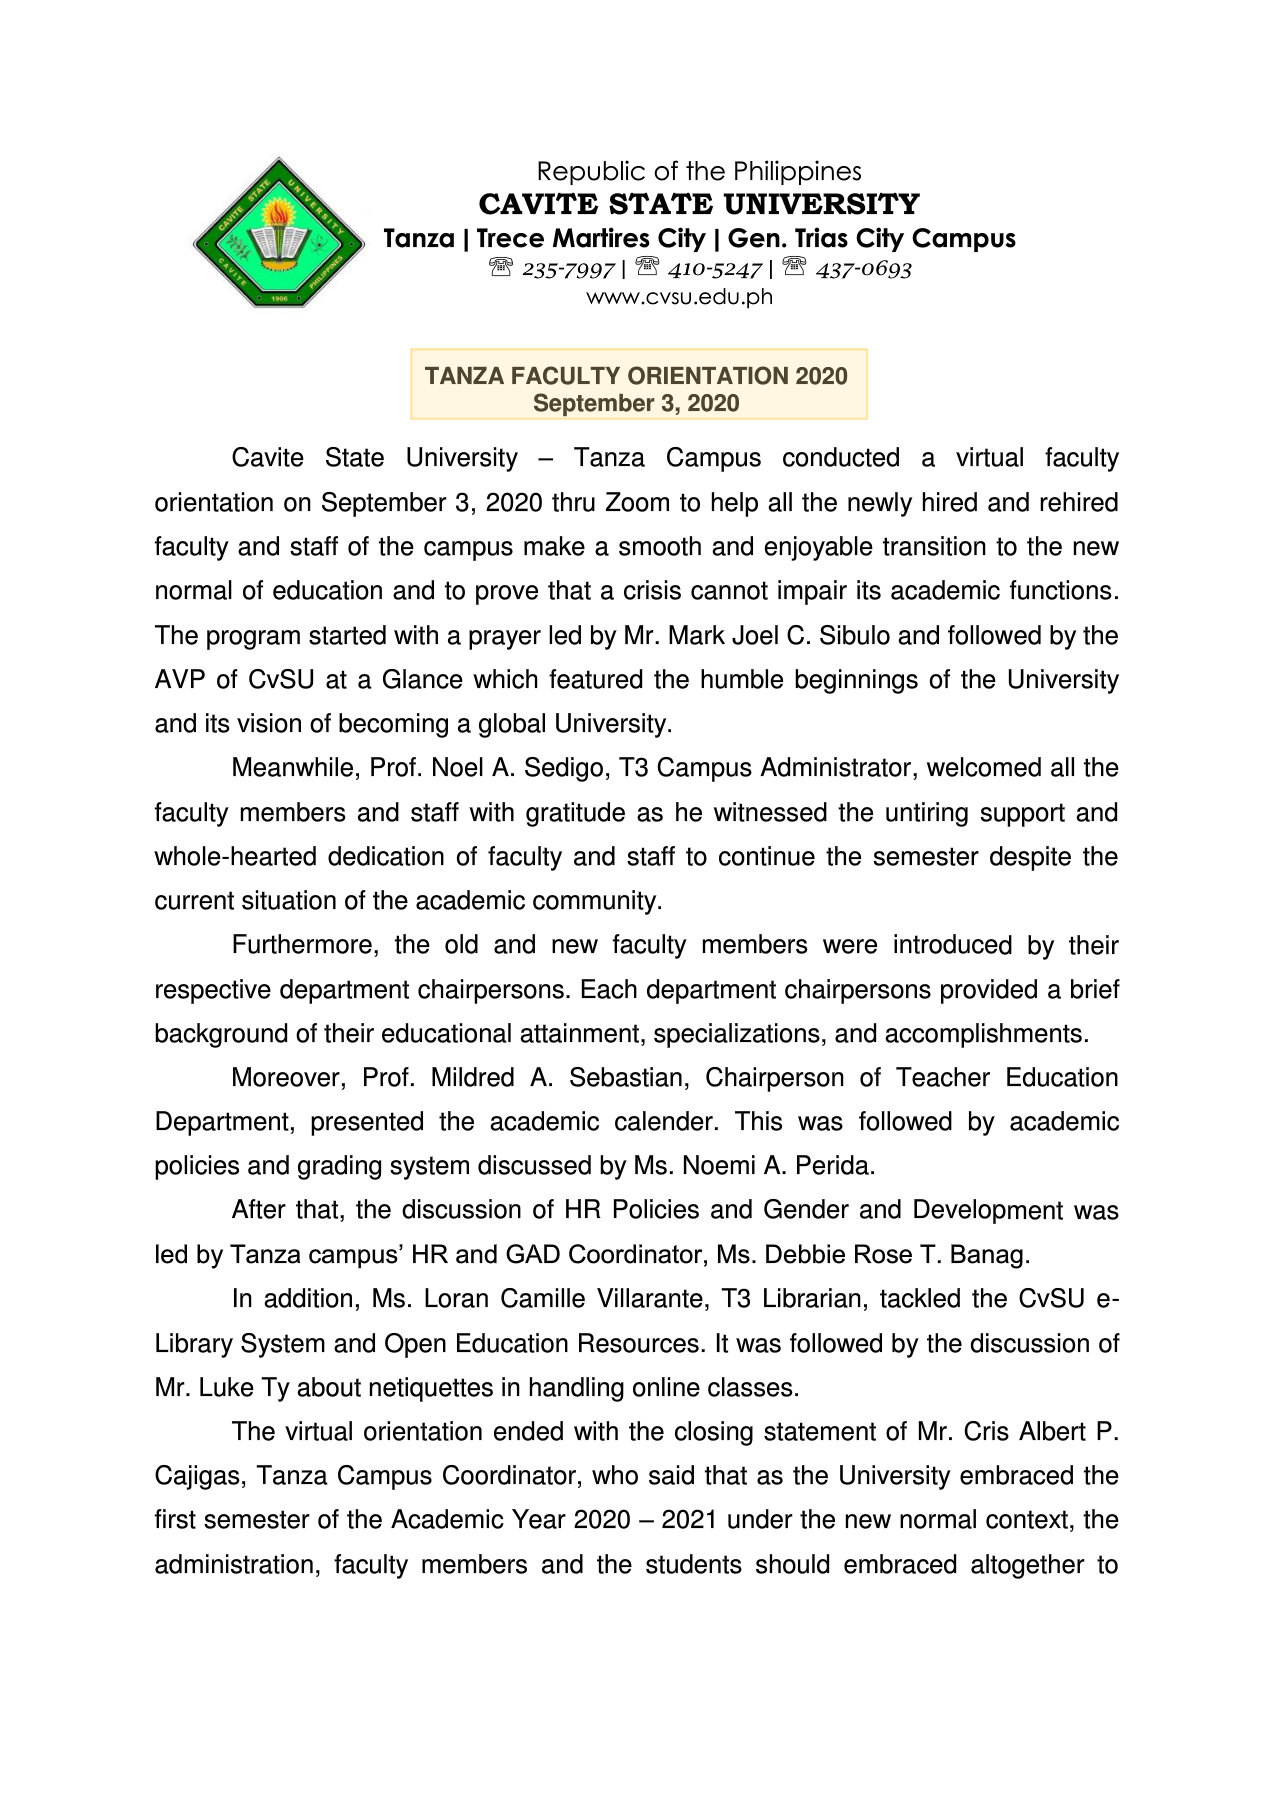 Republic of the Philippines
CAVITE STATE UNIVERSITY
Tanza | Trece Martires City | Gen. Trias City Campus
☏ 235-7997 | ☏ 410-5247 | ☏ 437-0693
www.cvsu.edu.ph
CAVITE STATE UNIVERSITY
CAVITE
PHILIPPINES
1906
TANZA FACULTY ORIENTATION 2020
September 3, 2020
Cavite State University – Tanza Campus conducted a virtual faculty
orientation on September 3, 2020 thru Zoom to help all the newly hired and rehired
faculty and staff of the campus make a smooth and enjoyable transition to the new
normal of education and to prove that a crisis cannot impair its academic functions.
The program started with a prayer led by Mr. Mark Joel C. Sibulo and followed by the
AVP of CvSU at a Glance which featured the humble beginnings of the University
and its vision of becoming a global University.
Meanwhile, Prof. Noel A. Sedigo, T3 Campus Administrator, welcomed all the
faculty members and staff with gratitude as he witnessed the untiring support and
whole-hearted dedication of faculty and staff to continue the semester despite the
current situation of the academic community.
Furthermore, the old and new faculty members were introduced by their
respective department chairpersons. Each department chairpersons provided a brief
background of their educational attainment, specializations, and accomplishments.
Moreover, Prof. Mildred A. Sebastian, Chairperson of Teacher Education
Department, presented the academic calender. This was followed by academic
policies and grading system discussed by Ms. Noemi A. Perida.
After that, the discussion of HR Policies and Gender and Development was
led by Tanza campus’ HR and GAD Coordinator, Ms. Debbie Rose T. Banag.
In addition, Ms. Loran Camille Villarante, T3 Librarian, tackled the CvSU e-
Library System and Open Education Resources. It was followed by the discussion of
Mr. Luke Ty about netiquettes in handling online classes.
The virtual orientation ended with the closing statement of Mr. Cris Albert P.
Cajigas, Tanza Campus Coordinator, who said that as the University embraced the
first semester of the Academic Year 2020 – 2021 under the new normal context, the
administration, faculty members and the students should embraced altogether to